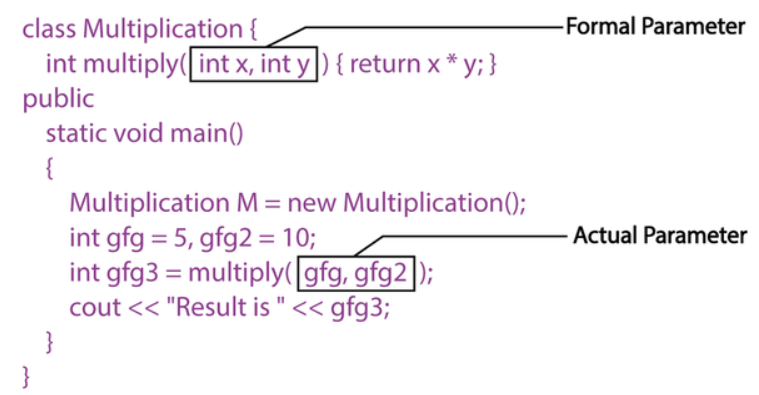 class Multiplication {
Formal Parameter
int multiply( int x, int y ) { return x * y; }
public
static void main()
{
Multiplication M = new Multiplication();
int gfg = 5, gfg2 = 10;
Actual Parameter
int gfg3 = multiply( gfg, gfg2 );
cout << "Result is " << gfg3;
}
}